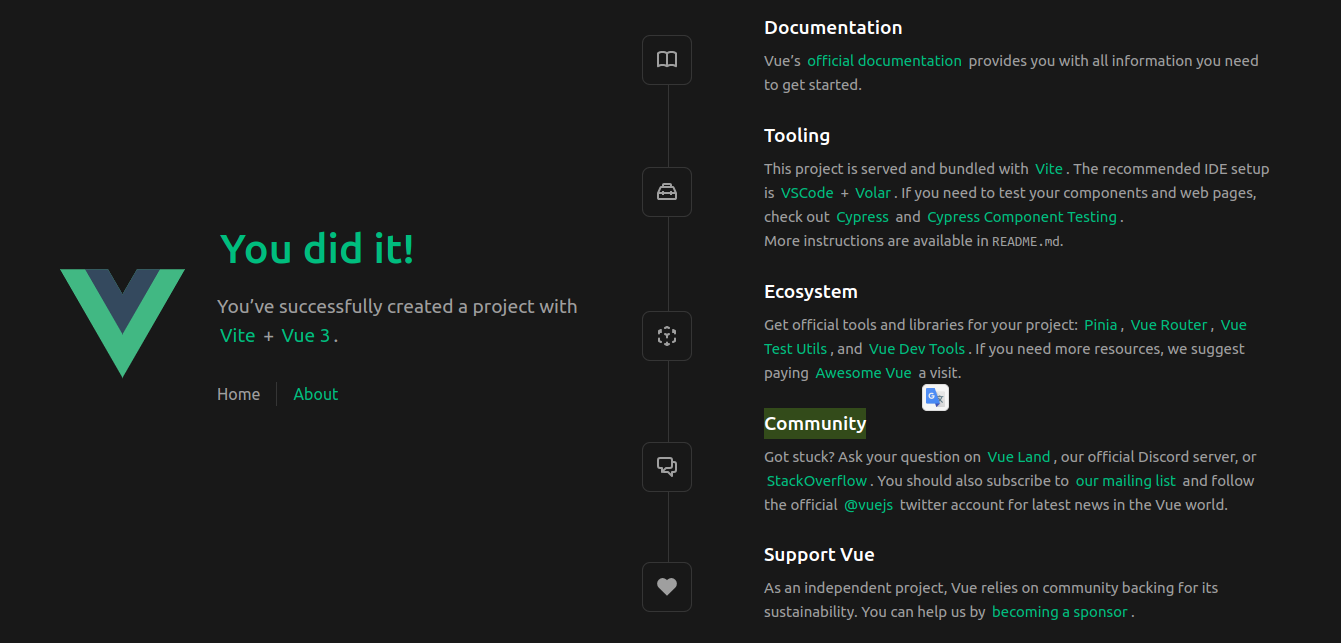 You did it!
You’ve successfully created a project with
Vite + Vue 3.
Home About
Documentation
Vue’s official documentation provides you with all information you need
to get started.
Tooling
This project is served and bundled with Vite. The recommended IDE setup
is VSCode + Volar. If you need to test your components and web pages,
check out Cypress and Cypress Component Testing.
More instructions are available in README.md.
Ecosystem
Get official tools and libraries for your project: Pinia, Vue Router, Vue
Test Utils, and Vue Dev Tools. If you need more resources, we suggest
paying Awesome Vue a visit.
Community
Got stuck? Ask your question on Vue Land, our official Discord server, or
StackOverflow. You should also subscribe to our mailing list and follow
the official @vuejs twitter account for latest news in the Vue world.
Support Vue
As an independent project, Vue relies on community backing for its
sustainability. You can help us by becoming a sponsor.